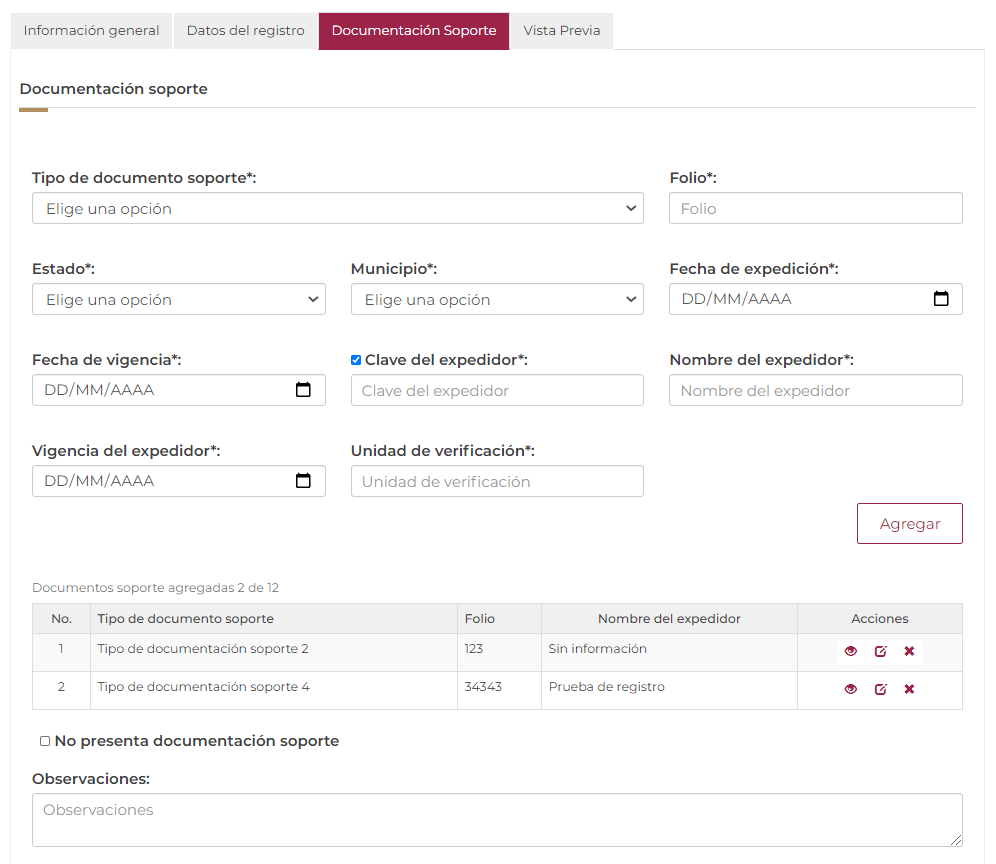 Información general Datos del registro Documentación Soporte Vista Previa
Documentación soporte
Tipo de documento soporte*: Folio*:
Elige una opción Folio
Estado*: Municipio*: Fecha de expedición*:
Elige una opción Elige una opción DD/MM/AAAA
Fecha de vigencia*: Clave del expedidor*: Nombre del expedidor*:
DD/MM/AAAA Clave del expedidor Nombre del expedidor
Vigencia del expedidor*: Unidad de verificación*:
DD/MM/AAAA Unidad de verificación
Agregar
Documentos soporte agregadas 2 de 12
No. Tipo de documento soporte Folio Nombre del expedidor Acciones
1 Tipo de documentación soporte 2 123 Sin información
2 Tipo de documentación soporte 4 34343 Prueba de registro
No presenta documentación soporte
Observaciones:
Observaciones